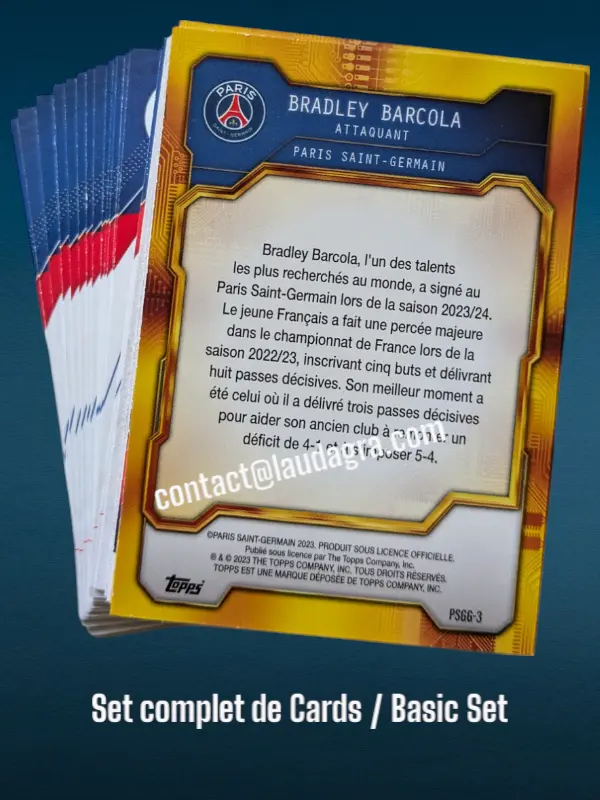 PARIS
SAINT-GERMAIN
BRADLEY BARCOLA
ATTAQUANT
PARIS SAINT-GERMAIN
Bradley Barcola, l'un des talents
les plus recherchés au monde, a signé au
Paris Saint-Germain lors de la saison 2023/24.
Le jeune Français a fait une percée majeure
dans le championnat de France lors de la
saison 2022/23, inscrivant cinq buts et délivrant
huit passes décisives. Son meilleur moment a
été celui où il a délivré trois passes décisives
pour aider son ancien club à remonter un
déficit de 4-1 et imposer 5-4.
contact@laudagra.com
©PARIS SAINT-GERMAIN 2023. PRODUIT SOUS LICENCE OFFICIELLE.
Publié sous licence par The Topps Company, Inc.
® & © 2023 THE TOPPS COMPANY, INC. TOUS DROITS RÉSERVÉS.
TOPPS EST UNE MARQUE DÉPOSÉE DE TOPPS COMPANY, INC.
Topps
PSGG-3
Set complet de Cards / Basic Set